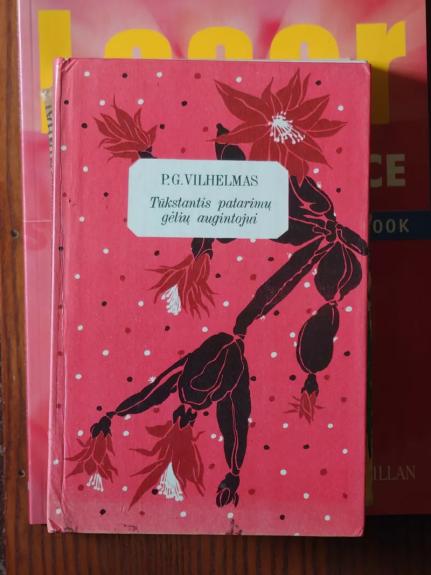 P.G.VILHELMAS
Tūkstantis patarimų
gėlių augintojui
CE
OOK
ILLAN